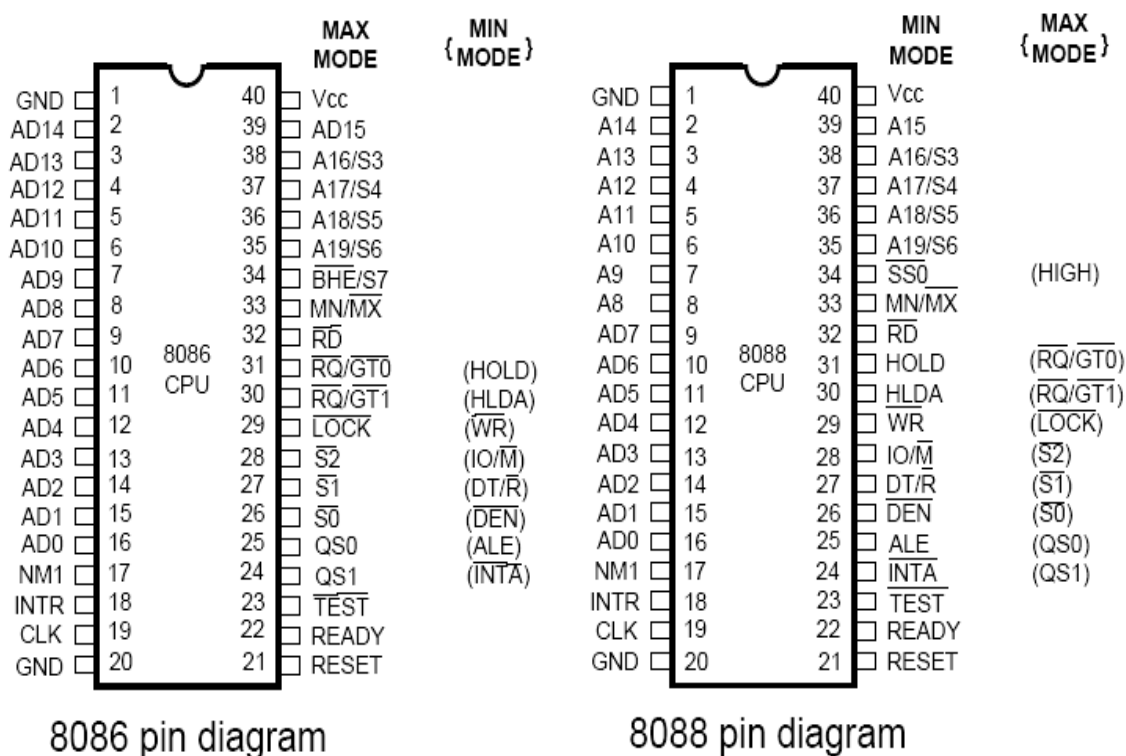 MAX MODE {MIN MODE}
GND 1 40 Vcc
AD14 2 39 AD15
AD13 3 38 A16/S3
AD12 4 37 A17/S4
AD11 5 36 A18/S5
AD10 6 35 A19/S6
AD9 7 34 BHE/S7
AD8 8 33 MN/MX
AD7 9 32 RD
AD6 10 31 RQ/GT0 (HOLD)
AD5 11 30 RQ/GT1 (HLDA)
AD4 12 29 LOCK (WR)
AD3 13 28 S2 (IO/M)
AD2 14 27 S1 (DT/R)
AD1 15 26 S0 (DEN)
AD0 16 25 QS0 (ALE)
NM1 17 24 QS1 (INTA)
INTR 18 23 TEST
CLK 19 22 READY
GND 20 21 RESET
8086
CPU
8086 pin diagram
MIN MODE {MAX MODE}
GND 1 40 Vcc
A14 2 39 A15
A13 3 38 A16/S3
A12 4 37 A17/S4
A11 5 36 A18/S5
A10 6 35 A19/S6
A9 7 34 SS0 (HIGH)
A8 8 33 MN/MX
AD7 9 32 RD
AD6 10 31 HOLD (RQ/GT0)
AD5 11 30 HLDA (RQ/GT1)
AD4 12 29 WR (LOCK)
AD3 13 28 IO/M (S2)
AD2 14 27 DT/R (S1)
AD1 15 26 DEN (S0)
AD0 16 25 ALE (QS0)
NM1 17 24 INTA (QS1)
INTR 18 23 TEST
CLK 19 22 READY
GND 20 21 RESET
8088
CPU
8088 pin diagram